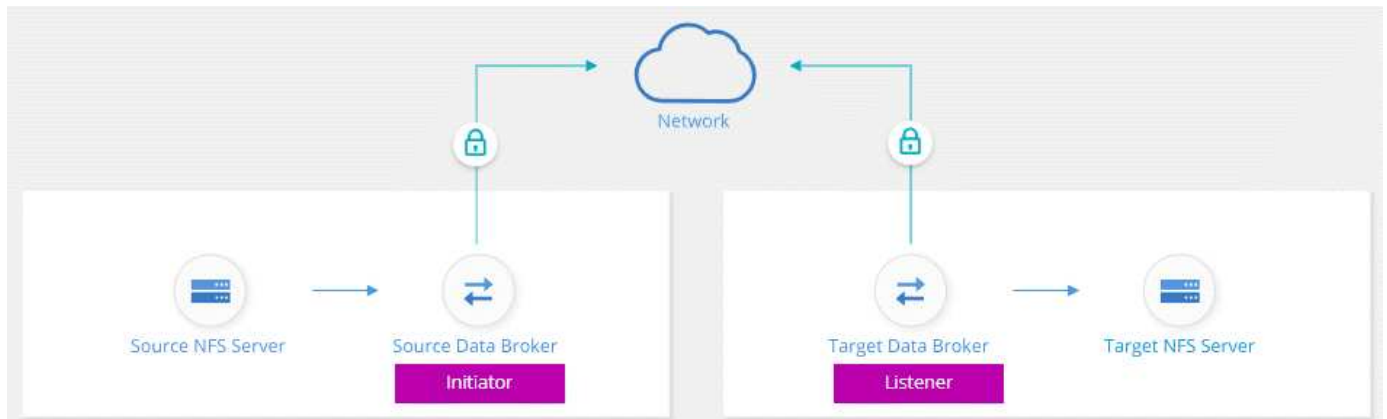 Network
Source NFS Server
Source Data Broker
Target Data Broker
Target NFS Server
Initiator
Listener